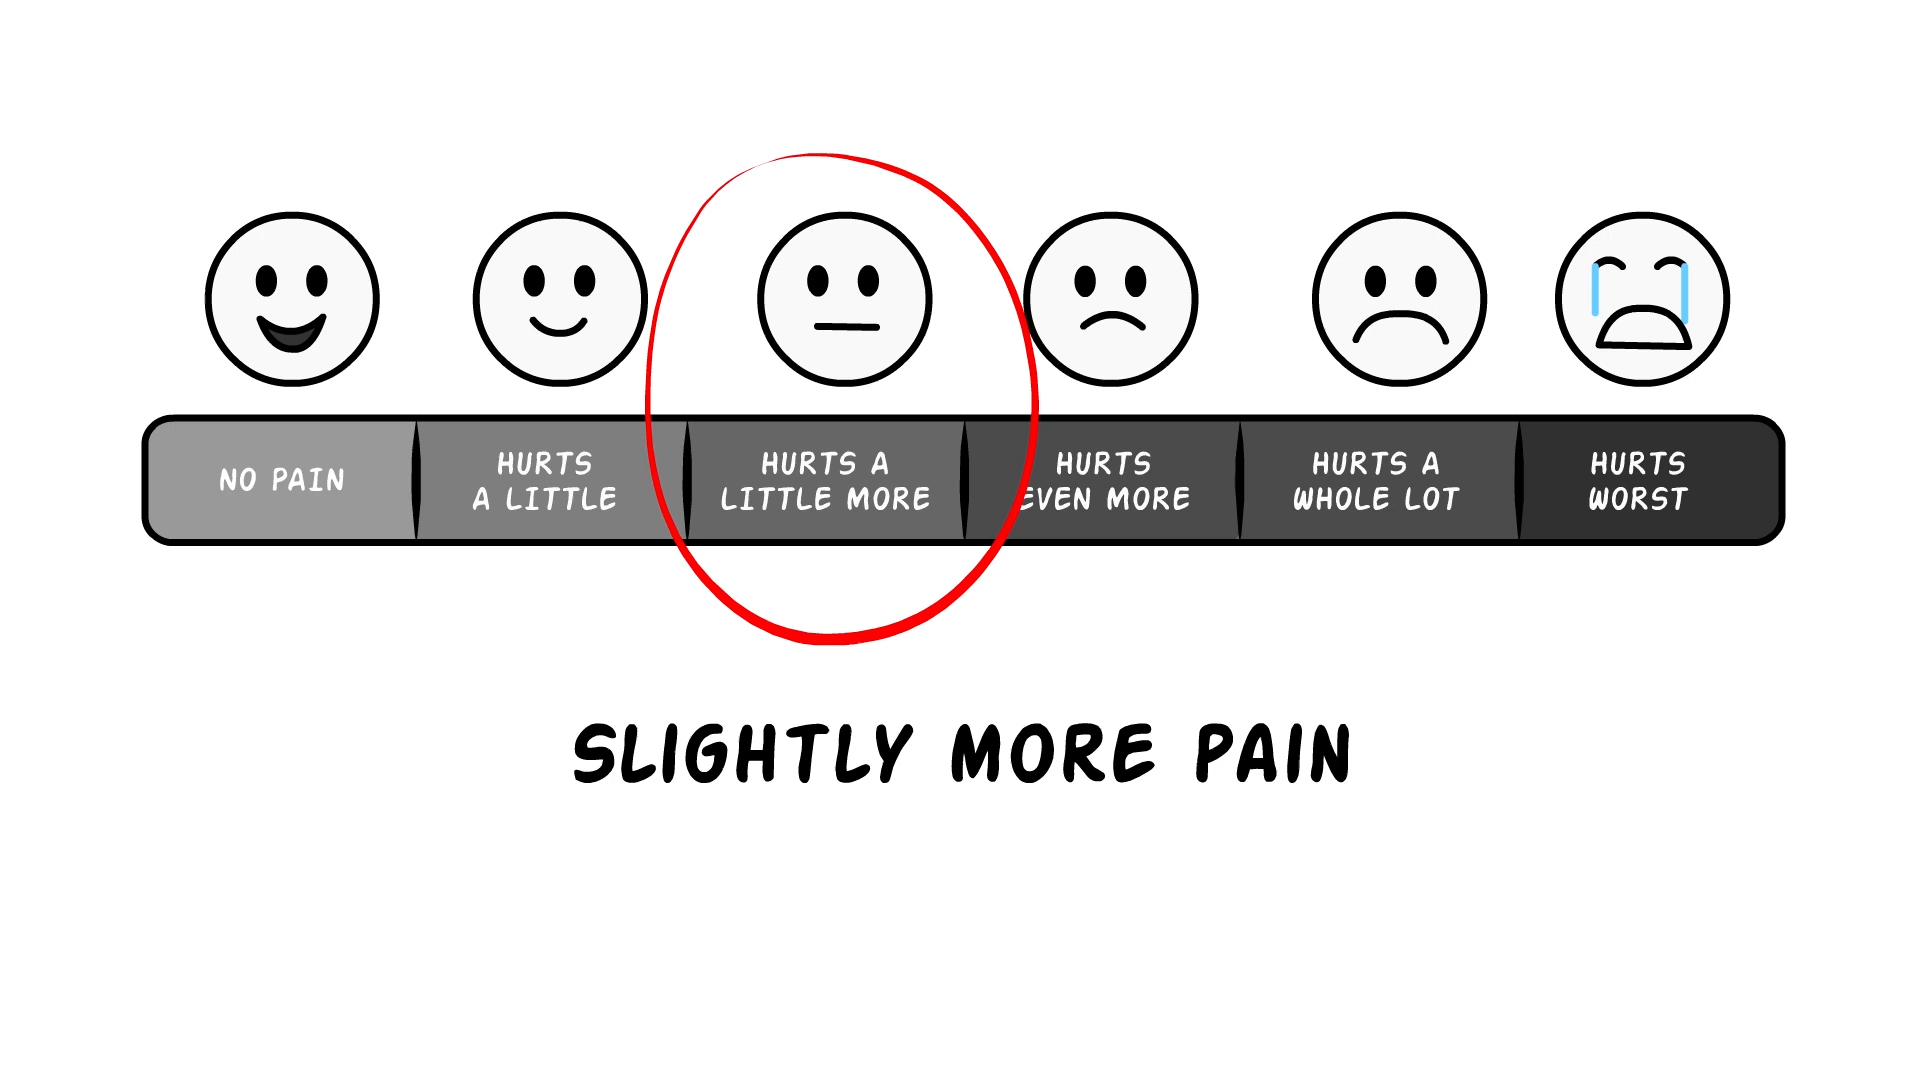 NO PAIN
HURTS
A LITTLE
HURTS A
LITTLE MORE
HURTS
EVEN MORE
HURTS A
WHOLE LOT
HURTS
WORST
SLIGHTLY MORE PAIN